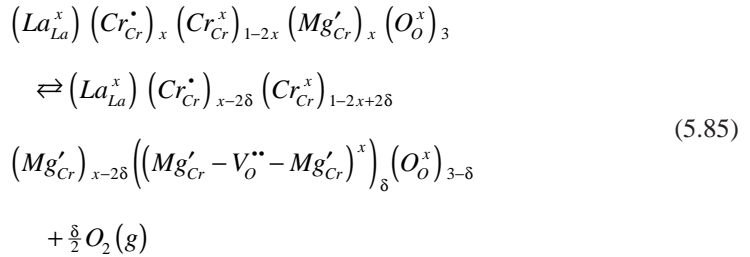 (La_{La}^{x}) (Cr_{Cr}^{•})_{x} (Cr_{Cr}^{x})_{1−2x} (Mg′_{Cr})_{x} (O_{O}^{x})_{3}
⇄ (La_{La}^{x}) (Cr_{Cr}^{•})_{x−2δ} (Cr_{Cr}^{x})_{1−2x+2δ}
(5.85)
(Mg′_{Cr})_{x−2δ} ((Mg′_{Cr} − V_{O}^{••} − Mg′_{Cr})^{x})_{δ} (O_{O}^{x})_{3−δ}
+ \frac{δ}{2} O_{2} (g)